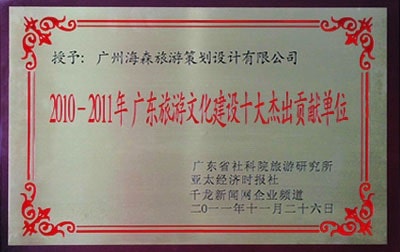 授予：广州海森旅游策划设计有限公司
2010－2011年广东旅游文化建设十大杰出贡献单位
广东省社科院旅游研究所
亚太经济时报社
千龙新闻网企业频道
二0一一年十一月二十六日